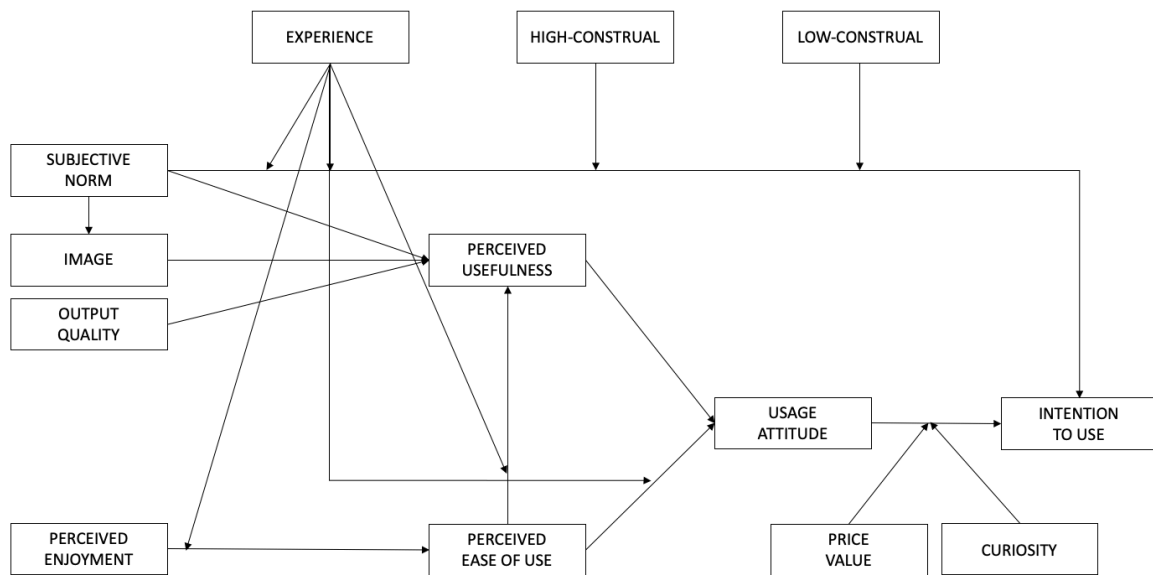 EXPERIENCE
HIGH-CONSTRUAL
LOW-CONSTRUAL
SUBJECTIVE
NORM
IMAGE
PERCEIVED
USEFULNESS
OUTPUT
QUALITY
USAGE
ATTITUDE
INTENTION
TO USE
PERCEIVED
ENJOYMENT
PERCEIVED
EASE OF USE
PRICE
VALUE
CURIOSITY